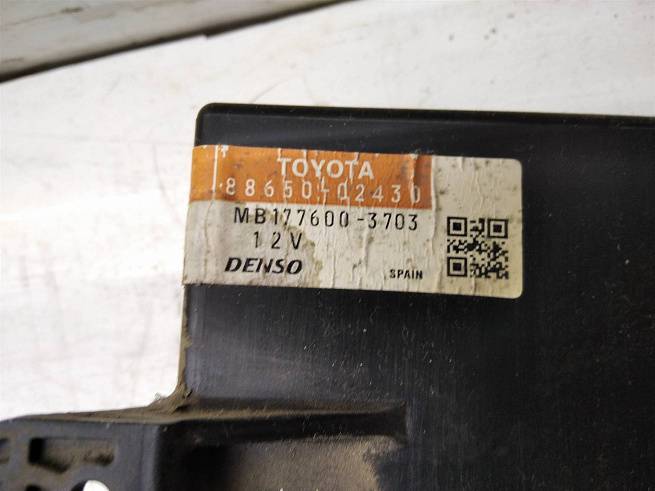 TOYOTA
88650-02430
MB177600-3703
12V
DENSO
SPAIN